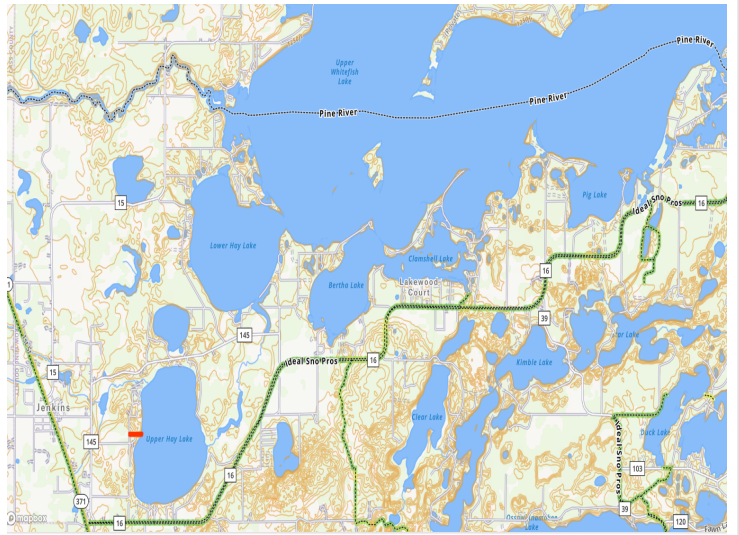 Upper
Whitefish
Lake
Pine River
Pine River
Pine River
15
Pig Lake
Ideal Sno Pros
16
Lower Hay Lake
Clamshell Lake
16
Bertha Lake
Lakewood
Court
39
145
Kimble Lake
Ideal Sno Pros
16
15
Jenkins
Clear Lake
145
Upper Hay Lake
Duck Lake
Ideal Sno Pros
103
16
371
39
16
120
mapbox